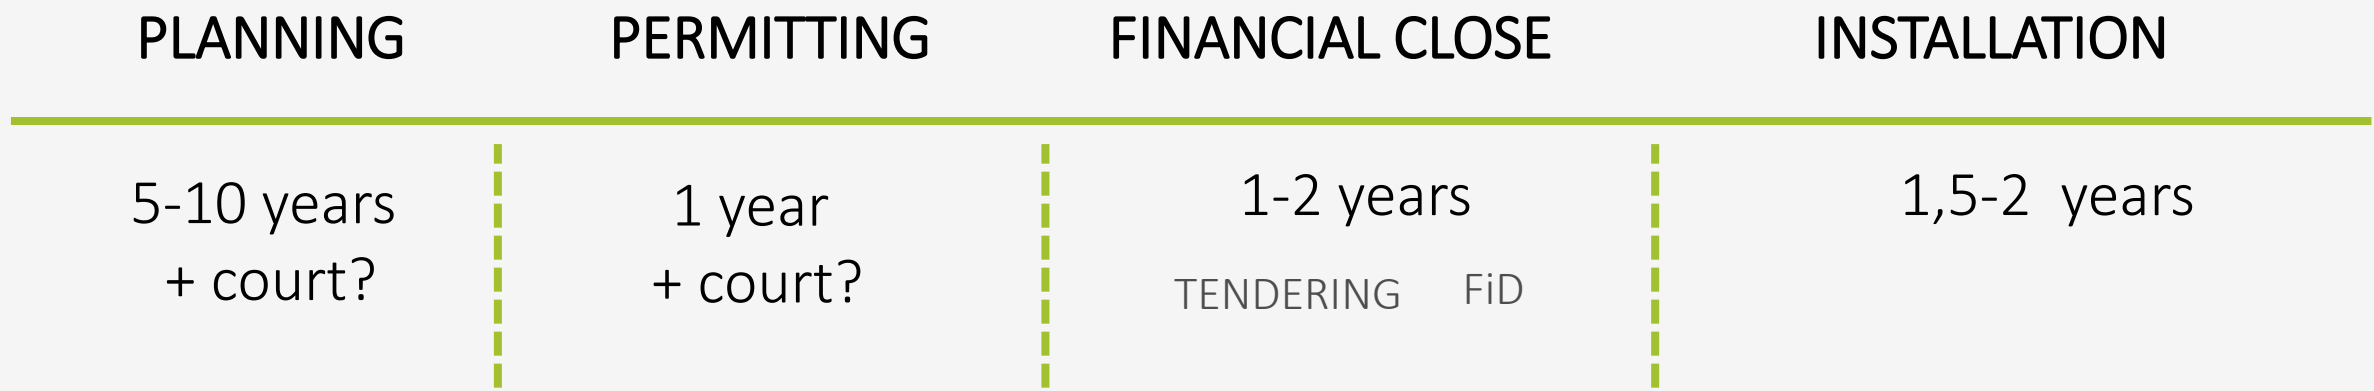 PLANNING
PERMITTING
FINANCIAL CLOSE
INSTALLATION
5-10 years
+ court?
1 year
+ court?
1-2 years
TENDERING
FiD
1,5-2 years